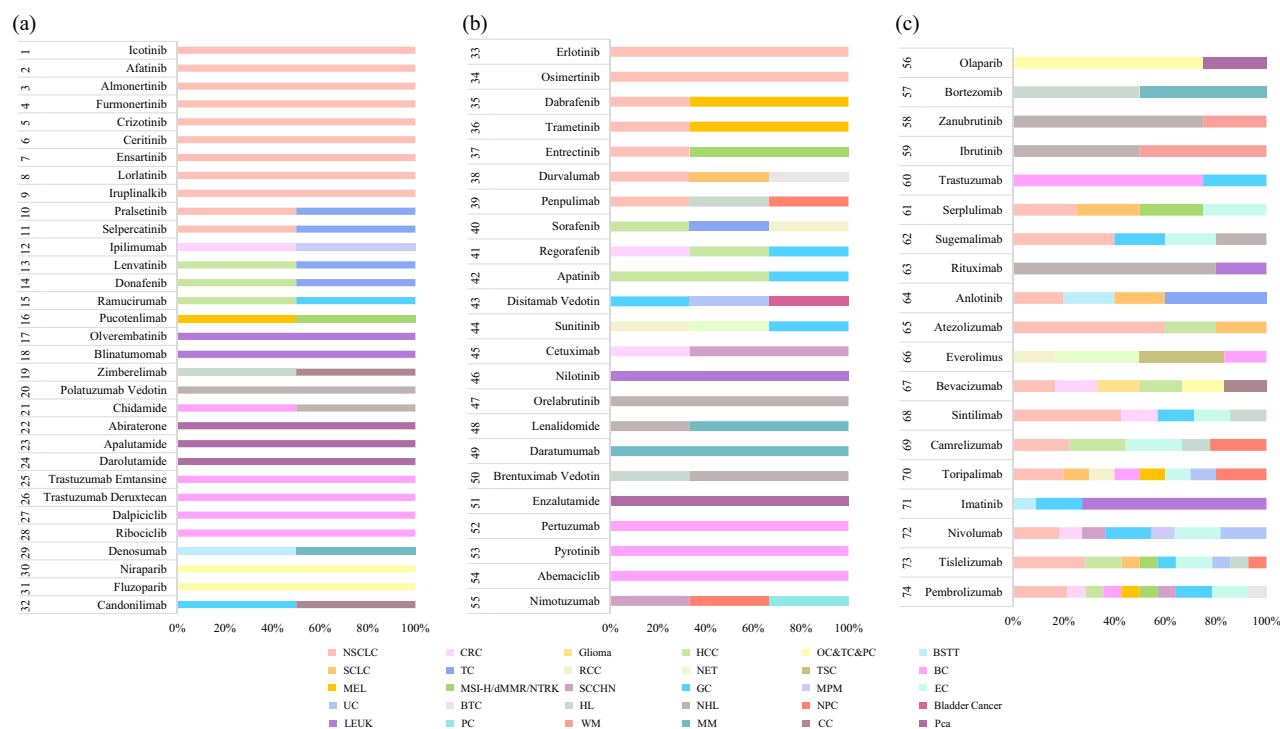 (a)
1 Icotinib
2 Afatinib
3 Almonertinib
4 Furmonertinib
5 Crizotinib
6 Ceritinib
7 Ensartinib
8 Lorlatinib
9 Iruplinalkib
10 Pralsetinib
11 Selpercatinib
12 Ipilimumab
13 Lenvatinib
14 Donafenib
15 Ramucirumab
16 Pucotenlimab
17 Olverembatinib
18 Blinatumomab
19 Zimberelimab
20 Polatuzumab Vedotin
21 Chidamide
22 Abiraterone
23 Apalutamide
24 Darolutamide
25 Trastuzumab Emtansine
26 Trastuzumab Deruxtecan
27 Dalpiciclib
28 Ribociclib
29 Denosumab
30 Niraparib
31 Fluzoparib
32 Candonilimab
0% 20% 40% 60% 80% 100%
(b)
33 Erlotinib
34 Osimertinib
35 Dabrafenib
36 Trametinib
37 Entrectinib
38 Durvalumab
39 Penpulimab
40 Sorafenib
41 Regorafenib
42 Apatinib
43 Disitamab Vedotin
44 Sunitinib
45 Cetuximab
46 Nilotinib
47 Orelabrutinib
48 Lenalidomide
49 Daratumumab
50 Brentuximab Vedotin
51 Enzalutamide
52 Pertuzumab
53 Pyrotinib
54 Abemaciclib
55 Nimotuzumab
0% 20% 40% 60% 80% 100%
(c)
56 Olaparib
57 Bortezomib
58 Zanubrutinib
59 Ibrutinib
60 Trastuzumab
61 Serplulimab
62 Sugemalimab
63 Rituximab
64 Anlotinib
65 Atezolizumab
66 Everolimus
67 Bevacizumab
68 Sintilimab
69 Camrelizumab
70 Toripalimab
71 Imatinib
72 Nivolumab
73 Tislelizumab
74 Pembrolizumab
0% 20% 40% 60% 80% 100%
NSCLC CRC Glioma HCC OC&TC&PC BSTT
SCLC TC RCC NET TSC BC
MEL MSI-H/dMMR/NTRK SCCHN GC MPM EC
UC BTC HL NHL NPC Bladder Cancer
LEUK PC WM MM CC Pca